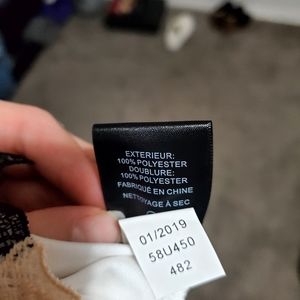 EXTERIEUR:
100% POLYESTER
DOUBLURE:
100% POLYESTER
FABRIQUÉ EN CHINE
NETTOYAGE À SEC
01/2019
58U450
482